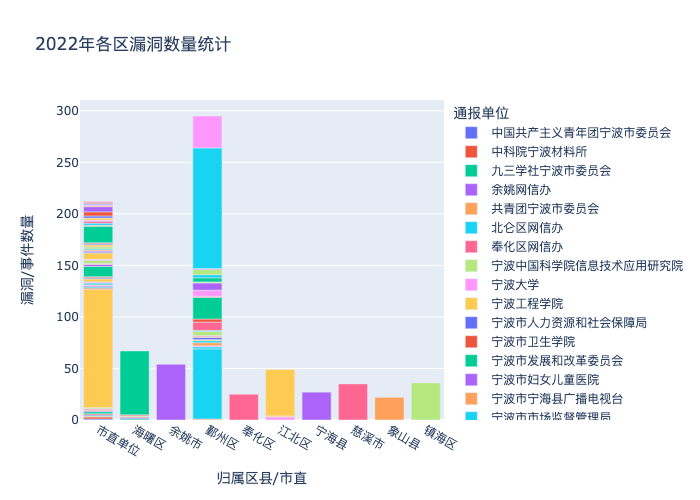 2022年各区漏洞数量统计
300
250
200
150
100
50
0
漏洞/事件数量
市直单位
海曙区
余姚市
鄞州区
奉化区
江北区
宁海县
慈溪市
象山县
镇海区
归属区县/市直
通报单位
中国共产主义青年团宁波市委员会
中科院宁波材料所
九三学社宁波市委员会
余姚网信办
共青团宁波市委员会
北仑区网信办
奉化区网信办
宁波中国科学院信息技术应用研究院
宁波大学
宁波工程学院
宁波市人力资源和社会保障局
宁波市卫生学院
宁波市发展和改革委员会
宁波市妇女儿童医院
宁波市宁海县广播电视台
宁波市市场监督管理局